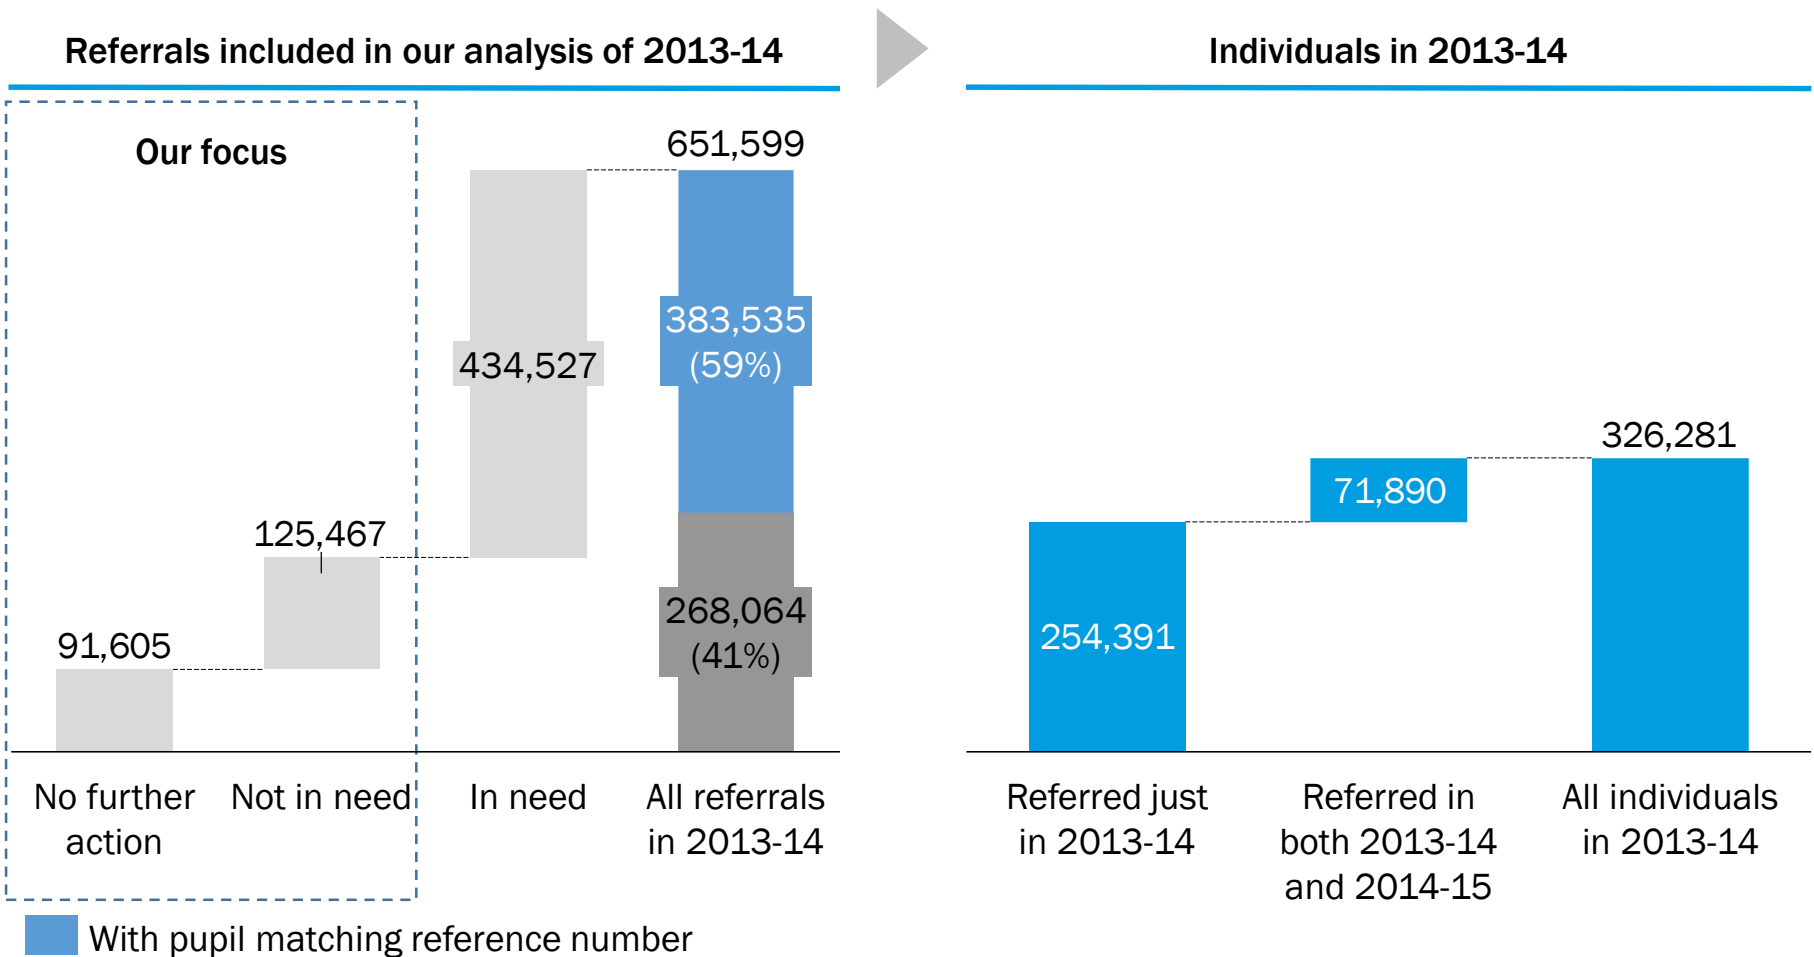 Referrals included in our analysis of 2013-14
Our focus
91,605
125,467
434,527
651,599
383,535
(59%)
268,064
(41%)
No further
action
Not in need
In need
All referrals
in 2013-14
With pupil matching reference number
Individuals in 2013-14
254,391
71,890
326,281
Referred just
in 2013-14
Referred in
both 2013-14
and 2014-15
All individuals
in 2013-14